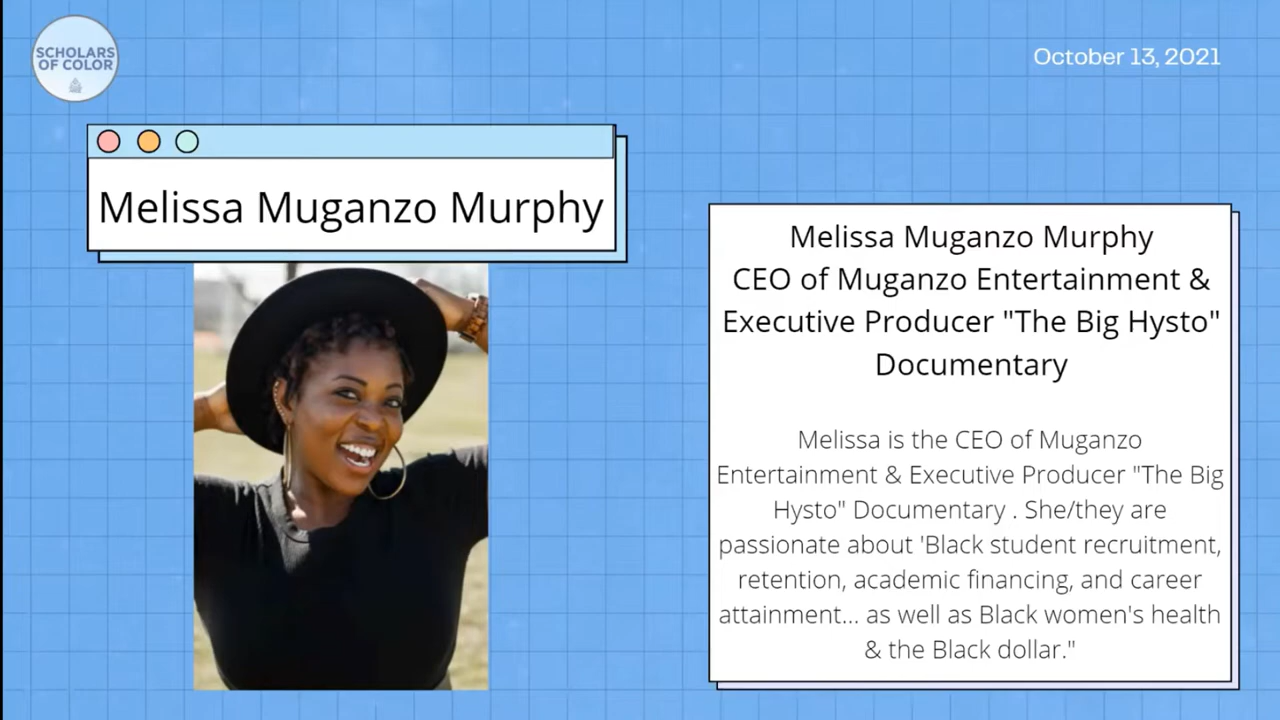 SCHOLARS
OF COLOR
October 13, 2021
Melissa Muganzo Murphy
Melissa Muganzo Murphy
CEO of Muganzo Entertainment &
Executive Producer "The Big Hysto"
Documentary
Melissa is the CEO of Muganzo
Entertainment & Executive Producer "The Big
Hysto" Documentary . She/they are
passionate about 'Black student recruitment,
retention, academic financing, and career
attainment... as well as Black women's health
& the Black dollar."